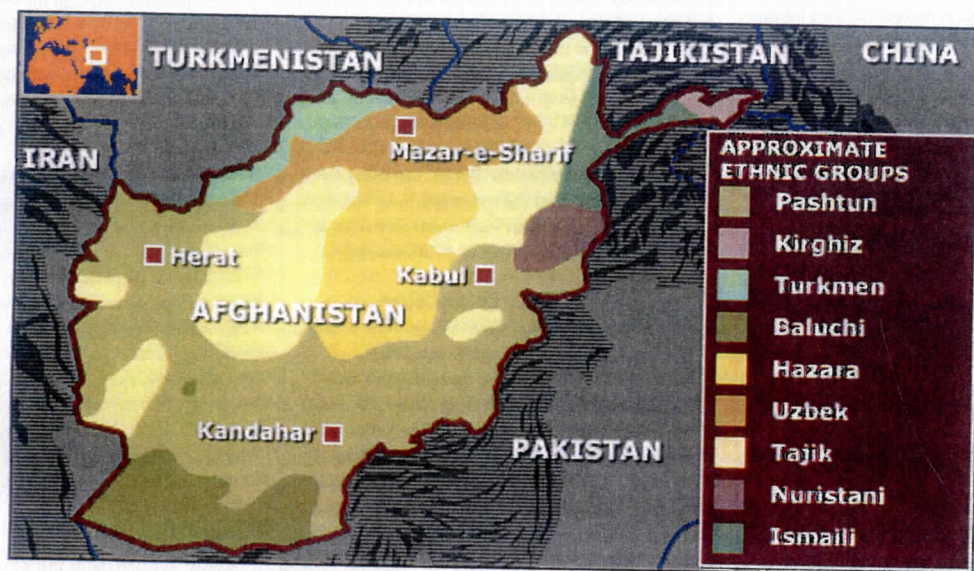 TURKMENISTAN
TAJIKISTAN
CHINA
IRAN
Mazar-e-Sharif
Herat
Kabul
AFGHANISTAN
Kandahar
PAKISTAN
APPROXIMATE
ETHNIC GROUPS
Pashtun
Kirghiz
Turkmen
Baluchi
Hazara
Uzbek
Tajik
Nuristani
Ismaili